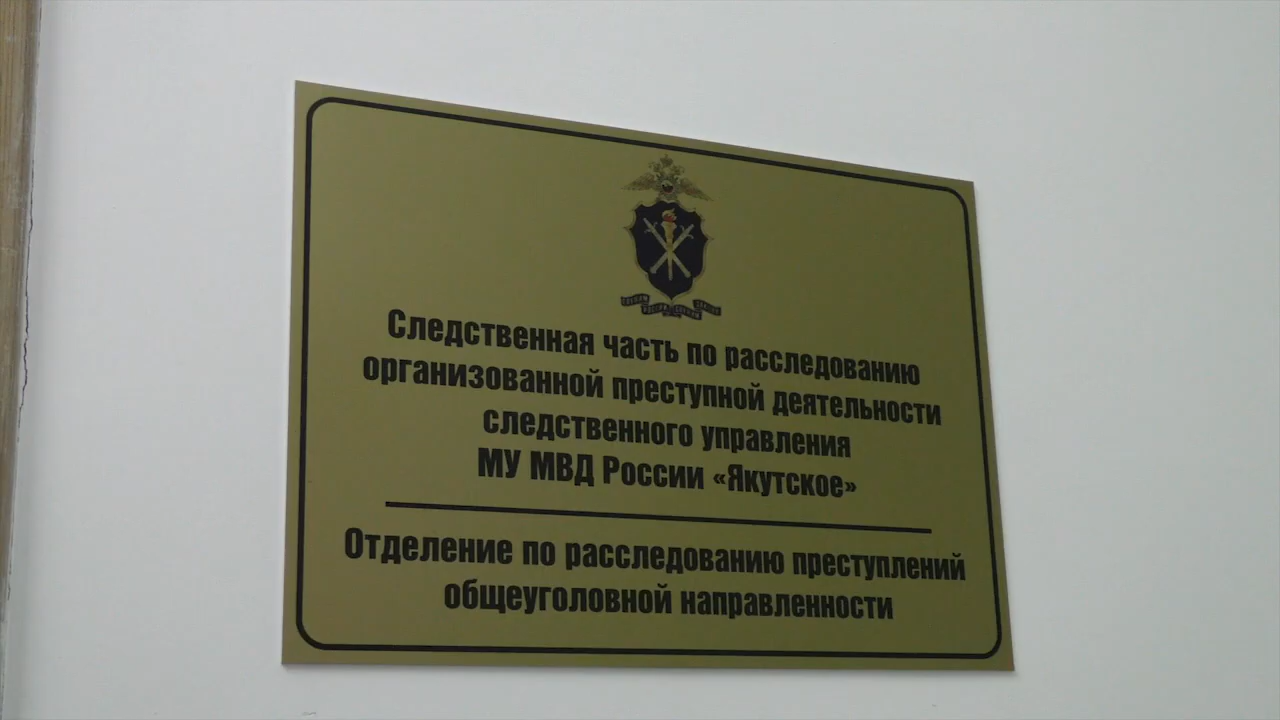 Следственная часть по расследованию
организованной преступной деятельности
следственного управления
МУ МВД России «Якутское»
Отделение по расследованию преступлений
общеуголовной направленности